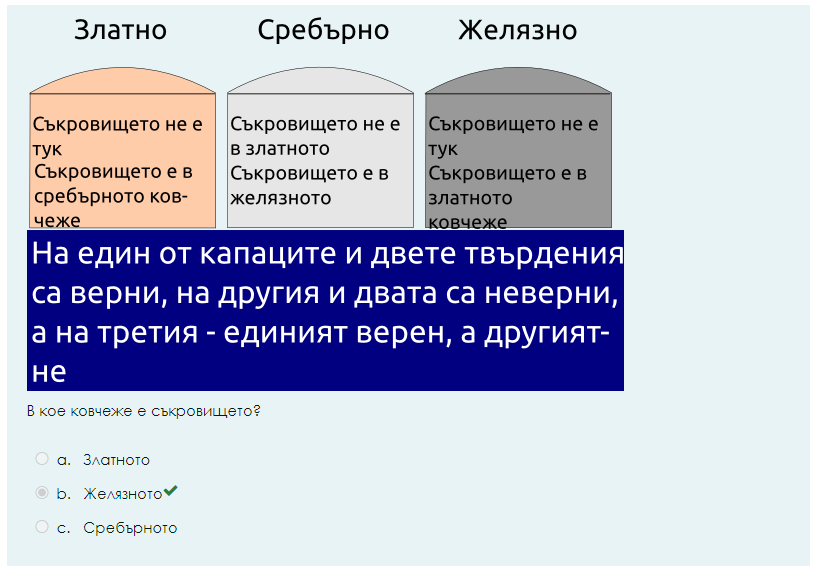 Златно
Сребърно
Желязно
Съкровището не е
тук
Съкровището е в
сребърното ков-
чеже
Съкровището не е
в златното
Съкровището е в
желязното
Съкровището не е
тук
Съкровището е в
златното
ковчеже
На един от капаците и двете твърдения
са верни, на другия и двата са неверни,
а на третия - единият верен, а другият-
не
В кое ковчеже е съкровището?
a. Златното
b. Желязното
c. Сребърното